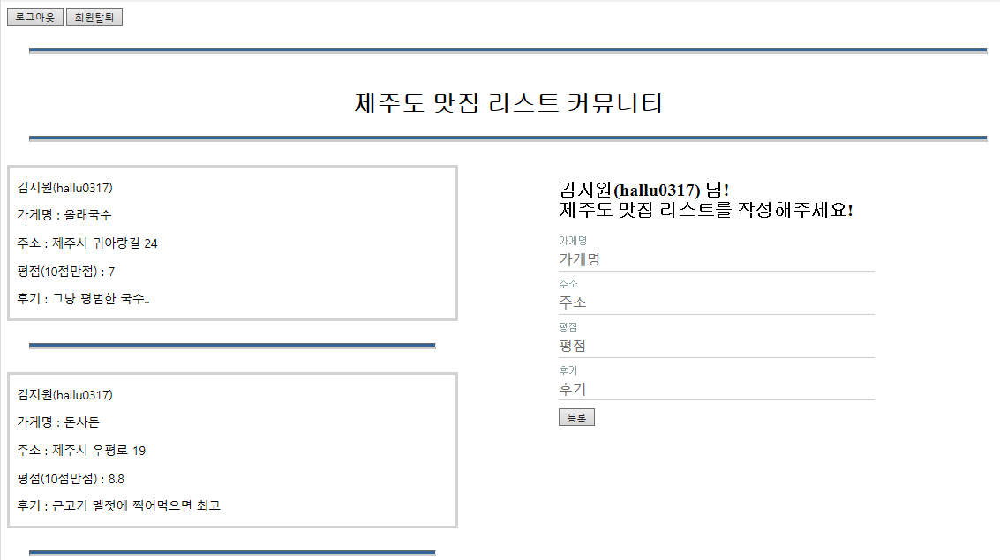 로그아웃 회원탈퇴
제주도 맛집 리스트 커뮤니티
김지원(hallu0317)
가게명 : 올래국수
주소 : 제주시 귀아랑길 24
평점(10점만점) : 7
후기 : 그냥 평범한 국수..
김지원(hallu0317)
가게명 : 돈사돈
주소 : 제주시 우평로 19
평점(10점만점) : 8.8
후기 : 근고기 멜젓에 찍어먹으면 최고
김지원(hallu0317) 님!
제주도 맛집 리스트를 작성해주세요!
가게명
가게명
주소
주소
평점
평점
후기
후기
등록